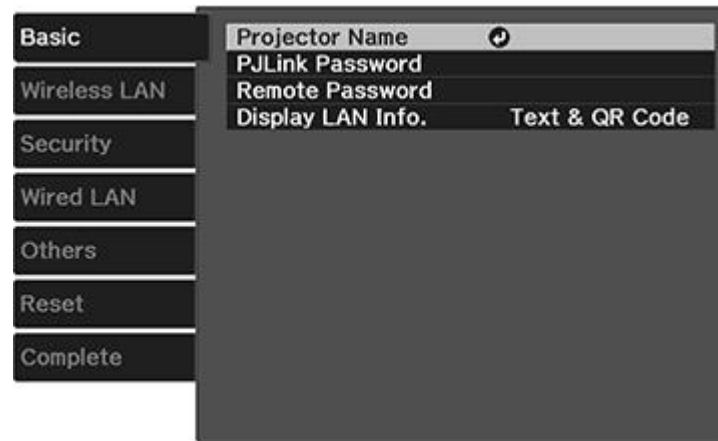 Basic
Wireless LAN
Security
Wired LAN
Others
Reset
Complete
Projector Name
PJLink Password
Remote Password
Display LAN Info. Text & QR Code